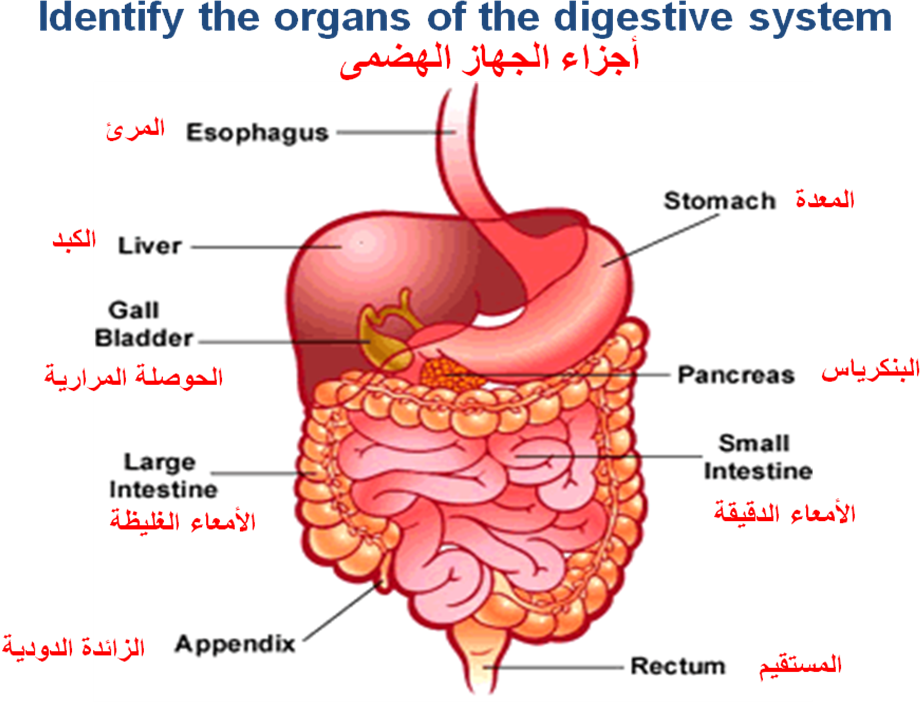 Identify the organs of the digestive system
أجزاء الجهاز الهضمى
المرئ Esophagus
Stomach المعدة
الكبد Liver
Gall
Bladder
الحوصلة المرارية
Pancreas البنكرياس
Large
Intestine
الأمعاء الغليظة
Small
Intestine
الأمعاء الدقيقة
الزائدة الدودية Appendix
Rectum المستقيم